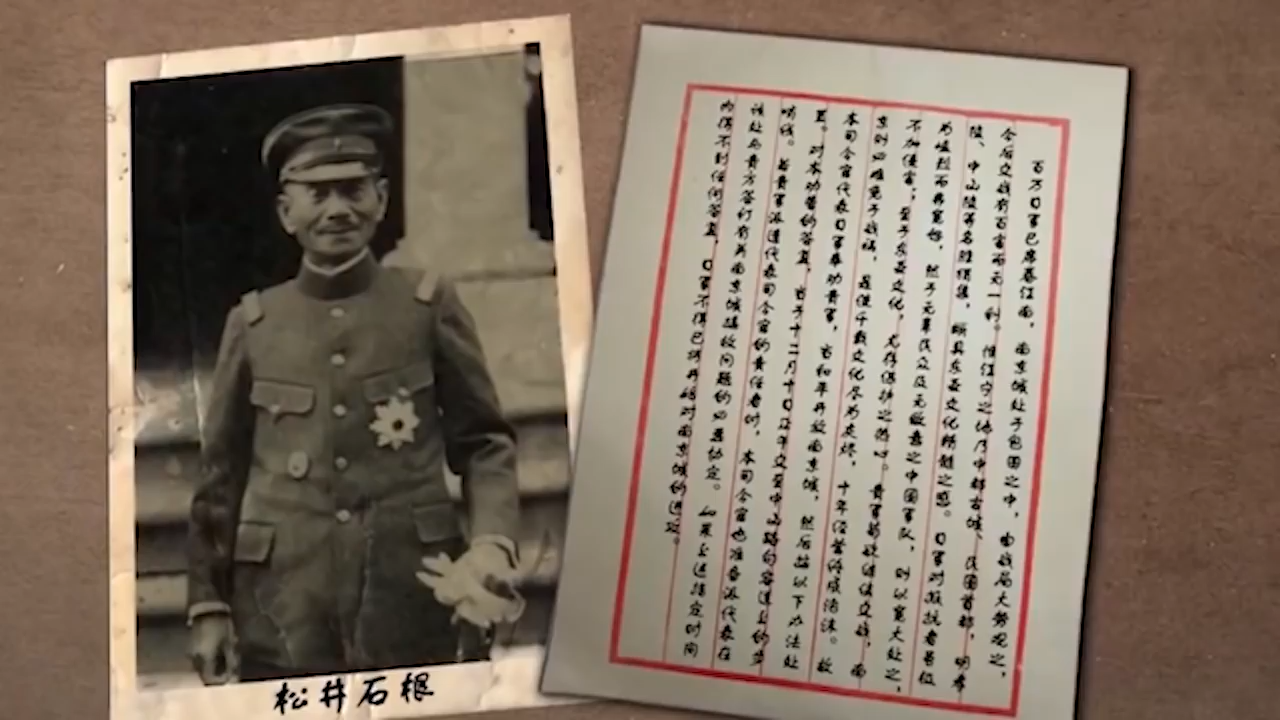 松井石根
百万日军已席卷江南,南京城处于包围之中,由战局大势观之,
今后交战有百害而无一利。惟江宁之地乃中都古城,民国首都,明孝
陵、中山陵等名胜猬集,颇具东亚文化精髓之感。日军对抵抗者虽极
为峻烈而弗宽恕,然于无辜民众及无敌意之中国军队,则以宽大处之,
不加侵害;至于东亚文化,尤存保护之热心。贵军苟欲继续交战,南
京则必难免于战祸,是使千载文化尽为灰烬,十年经营终成泡沫。故
本司令官代表日军奉劝贵军,当和平开放南京城,然后按以下办法处
置。对本劝告的答复,当于十二月十日正午交至中山路句容道上的步
哨线。若贵军派遣代表司令官的责任者时,本司令官也准备派代表在
该处与贵方签订有关南京城接收问题的必要协定。如果在这指定时间
内得不到任何答复,日军不得已将开始对南京城的进攻。